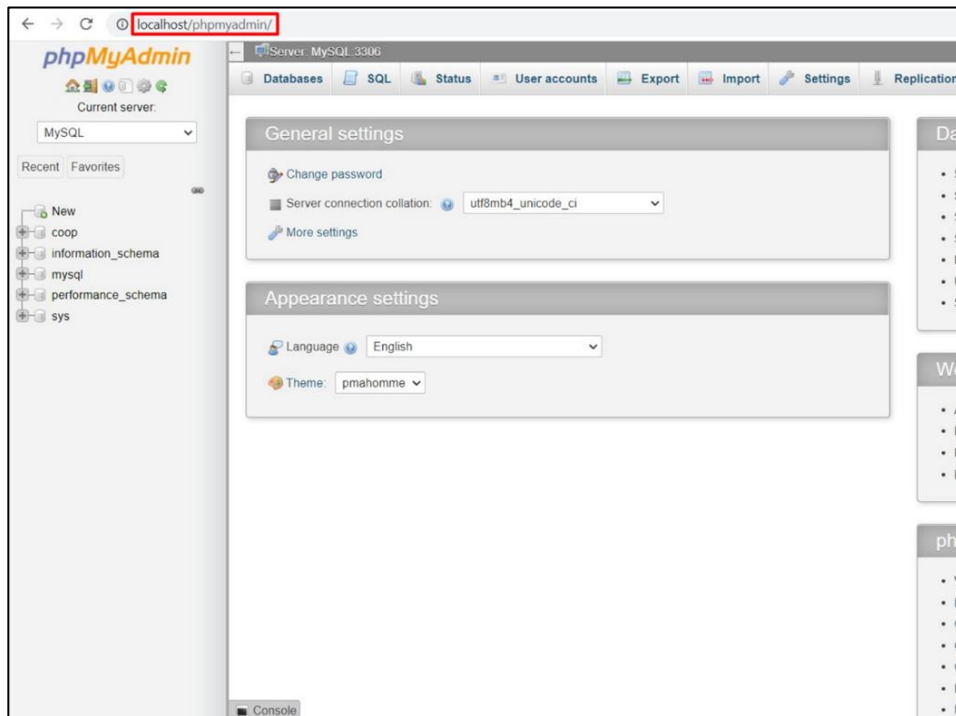 localhost/phpmyadmin/
phpMyAdmin
Current server:
MySQL
Recent Favorites
New
coop
information_schema
mysql
performance_schema
sys
Server: MySQL:3306
Databases SQL Status User accounts Export Import Settings Replication
General settings
Change password
Server connection collation: utf8mb4_unicode_ci
More settings
Appearance settings
Language English
Theme: pmahomme
Console